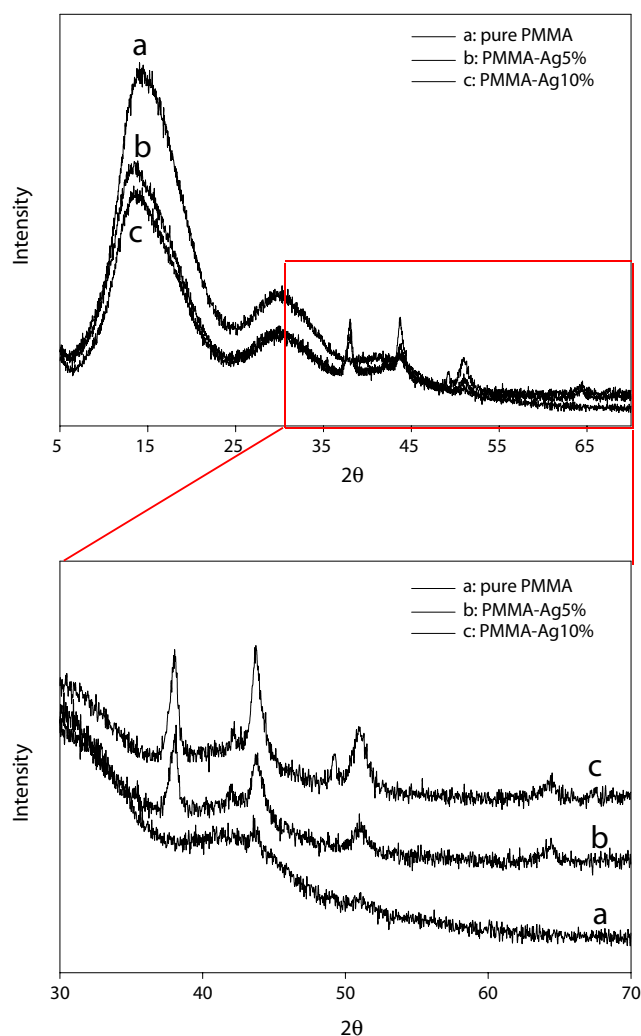 a
a: pure PMMA
b: PMMA-Ag5%
c: PMMA-Ag10%
b
c
Intensity
5 15 25 35 45 55 65
2θ
a: pure PMMA
b: PMMA-Ag5%
c: PMMA-Ag10%
Intensity
c
b
a
30 40 50 60 70
2θ